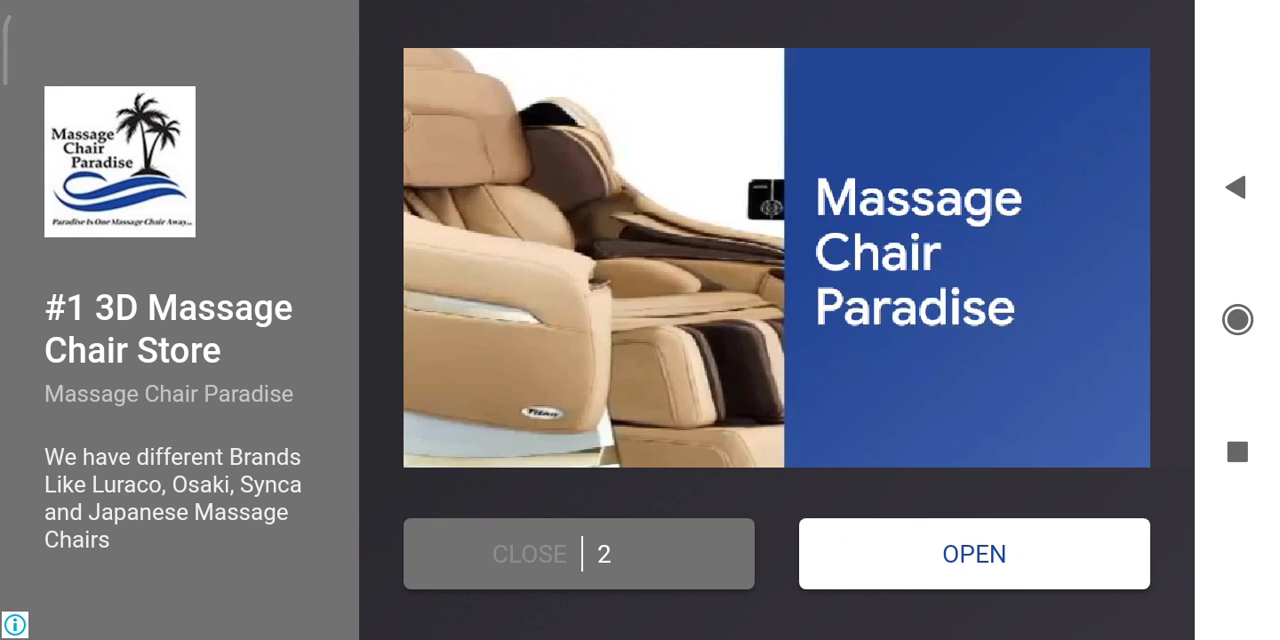 Massage
Chair
Paradise
Paradise Is One Massage Chair Away...
#1 3D Massage
Chair Store
Massage Chair Paradise
We have different Brands
Like Luraco, Osaki, Synca
and Japanese Massage
Chairs
Titan
Massage
Chair
Paradise
CLOSE 2
OPEN